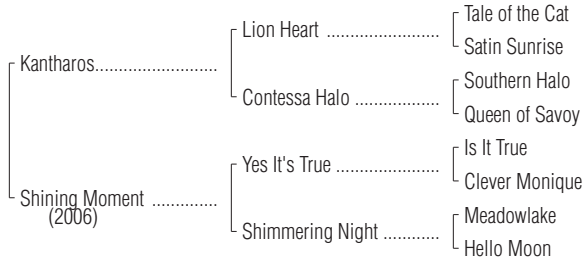 Tale of the Cat
Lion Heart ........................
Satin Sunrise
Kantharos..........................
Southern Halo
Contessa Halo ..................
Queen of Savoy
Is It True
Yes It's True ......................
Clever Monique
Shining Moment ..............
(2006)
Meadowlake
Shimmering Night ............
Hello Moon